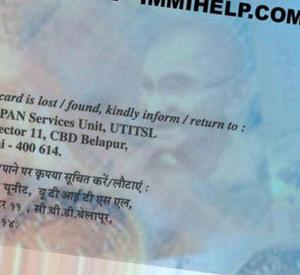 IMMIHELP.COM
card is lost / found, kindly inform / return to :
PAN Services Unit, UTITSL
ector 11, CBD Belapur,
i - 400 614.
पाने पर कृपया सूचित करें/लौटाएं :
यूनीट, यू टी आई टी एस एल,
र ११ , सी.बी.डी.बेलापूर,
१४.